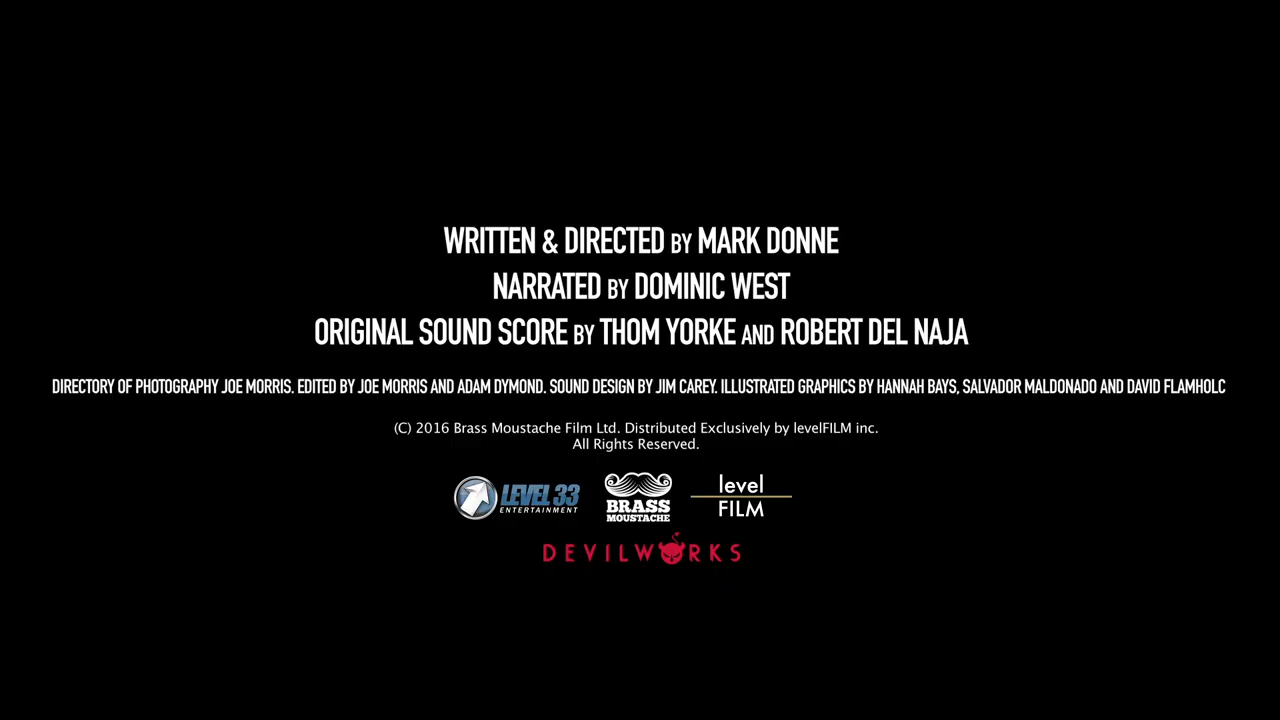 WRITTEN & DIRECTED BY MARK DONNE
NARRATED BY DOMINIC WEST
ORIGINAL SOUND SCORE BY THOM YORKE AND ROBERT DEL NAJA
DIRECTORY OF PHOTOGRAPHY JOE MORRIS. EDITED BY JOE MORRIS AND ADAM DYMOND. SOUND DESIGN BY JIM CAREY. ILLUSTRATED GRAPHICS BY HANNAH BAYS, SALVADOR MALDONADO AND DAVID FLAMHOLC
(C) 2016 Brass Moustache Film Ltd. Distributed Exclusively by levelFILM inc.
All Rights Reserved.
LEVEL 33
ENTERTAINMENT
BRASS
MOUSTACHE
level
FILM
DEVILWORKS